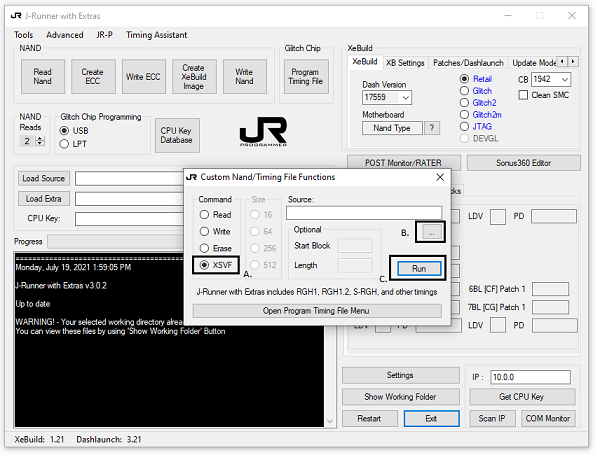 J-Runner with Extras
Tools Advanced JR-P Timing Assistant
NAND
Read Nand
Create ECC
Write ECC
Create XeBuild Image
Write Nand
Glitch Chip
Program Timing File
XeBuild
XeBuild XB Settings Patches/Dashlaunch Update Mode
Dash Version
17559
Motherboard
Nand Type ?
Retail
Glitch
Glitch2
Glitch2m
JTAG
DEVGL
CB 1942
Clean SMC
NAND Reads
2
Glitch Chip Programming
USB
LPT
CPU Key Database
JR
PROGRAMMER
POST Monitor/RATER
Sonus360 Editor
Load Source
Load Extra
CPU Key:
Progress
Custom Nand/Timing File Functions
Command
Read
Write
Erase
XSVF
A.
Size
16
64
256
512
Source:
B. ...
Optional
Start Block
Length
C. Run
J-Runner with Extras includes RGH1, RGH1.2, S-RGH, and other timings
Open Program Timing File Menu
cks
LDV PD
6BL [CF] Patch 1
7BL [CG] Patch 1
LDV PD
Monday, July 19, 2021 1:59:05 PM
J-Runner with Extras v3.0.2
Up to date
WARNING! - Your selected working directory alrea
You can view these files by using 'Show Working Folder' Button
Settings
Show Working Folder
Restart Exit
IP : 10.0.0
Get CPU Key
Scan IP COM Monitor
XeBuild: 1.21 Dashlaunch: 3.21